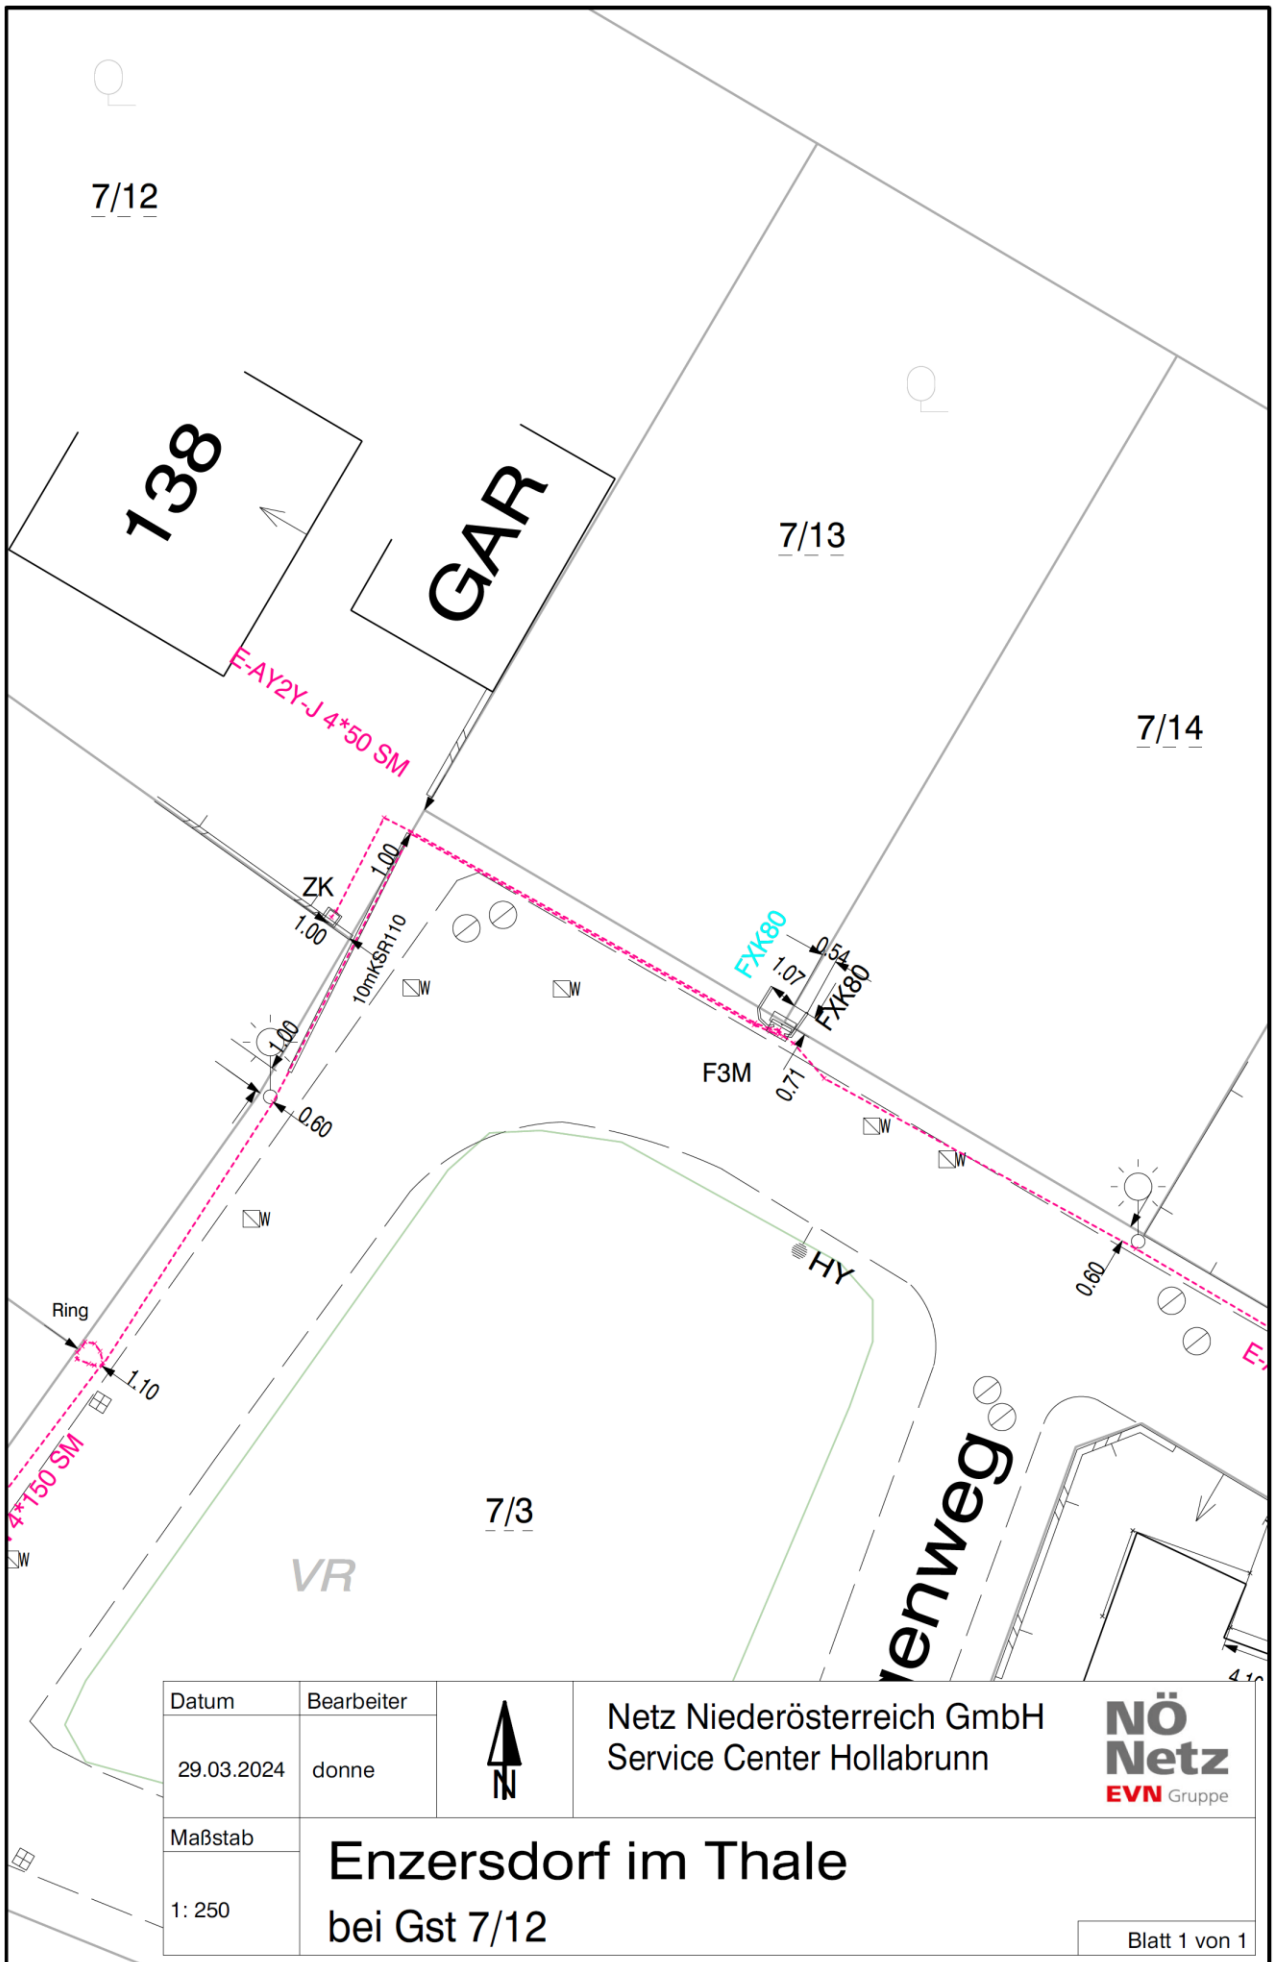 7/12
138
GAR
7/13
7/14
E-AY2Y-J 4*50 SM
1.00
ZK
1.00
10mKSR110
W
W
FXK80
0.54
1.07
FXK80
1.00
F3M
0.71
0.60
W
W
W
HY
0.60
Ring
1.10
4*150 SM
W
7/3
VR
enweg
Datum
Bearbeiter
29.03.2024
donne
N
Netz Niederösterreich GmbH
Service Center Hollabrunn
NÖ
Netz
EVN Gruppe
Maßstab
1: 250
Enzersdorf im Thale
bei Gst 7/12
Blatt 1 von 1